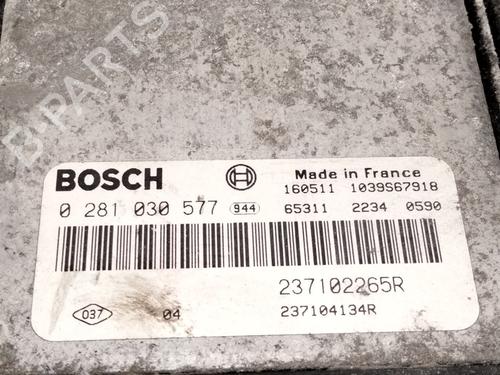 B-PARTS
BOSCH
Made in France
160511 1039S67918
0 281 030 577 944
65311 2234 0590
237102265R
037 04
237104134R